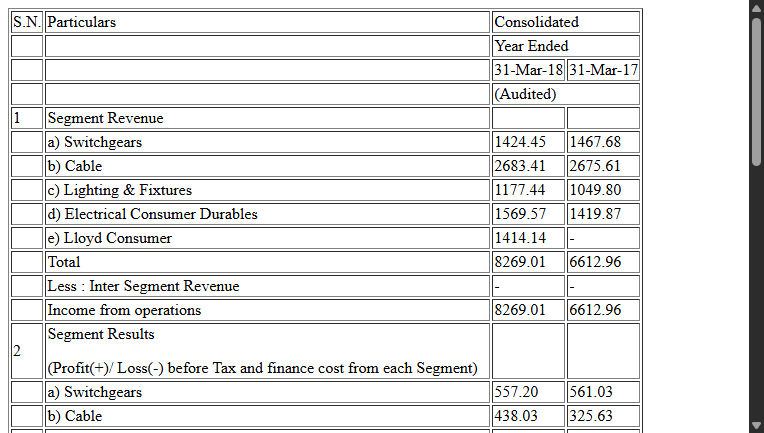 S.N. Particulars Consolidated
Year Ended
31-Mar-18 31-Mar-17
(Audited)
1 Segment Revenue
a) Switchgears 1424.45 1467.68
b) Cable 2683.41 2675.61
c) Lighting & Fixtures 1177.44 1049.80
d) Electrical Consumer Durables 1569.57 1419.87
e) Lloyd Consumer 1414.14 -
Total 8269.01 6612.96
Less : Inter Segment Revenue - -
Income from operations 8269.01 6612.96
Segment Results
2
(Profit(+)/ Loss(-) before Tax and finance cost from each Segment)
a) Switchgears 557.20 561.03
b) Cable 438.03 325.63